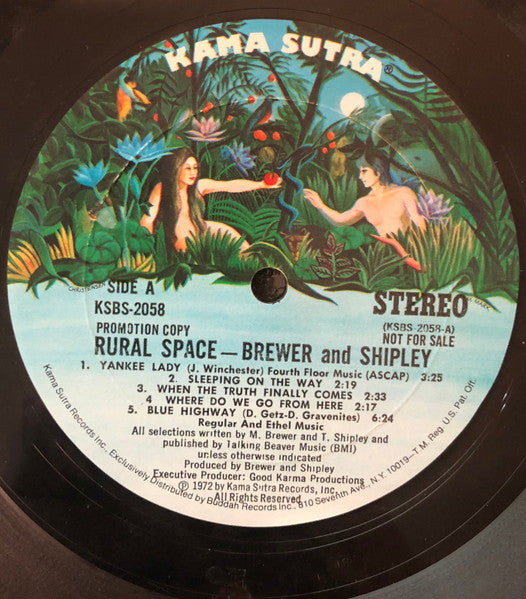 KAMA SUTRA®
CHRISTENSEN
SIDE A
KSBS-2058
STEREO
(KSBS-2058-A)
PROMOTION COPY
NOT FOR SALE
RURAL SPACE — BREWER and SHIPLEY
1. YANKEE LADY (J. Winchester) Fourth Floor Music (ASCAP) 3:25
2. SLEEPING ON THE WAY 2:19
3. WHEN THE TRUTH FINALLY COMES 2:33
4 WHERE DO WE GO FROM HERE 2:17
5. BLUE HIGHWAY (D. Getz-D. Gravenites) 6:24
Regular And Ethel Music
All selections written by M. Brewer and T. Shipley and
published by Talking Beaver Music (BMI)
unless otherwise indicated
Produced by Brewer and Shipley
Executive Producer: Good Karma Productions
Ⓟ 1972 by Kama Sutra Records, Inc.
All Rights Reserved
Kama Sutra Records Inc., Exclusively Distributed by Buddah Records Inc., 810 Seventh Ave., N.Y. 10019–T.M. Reg. U.S. Pat. Off.